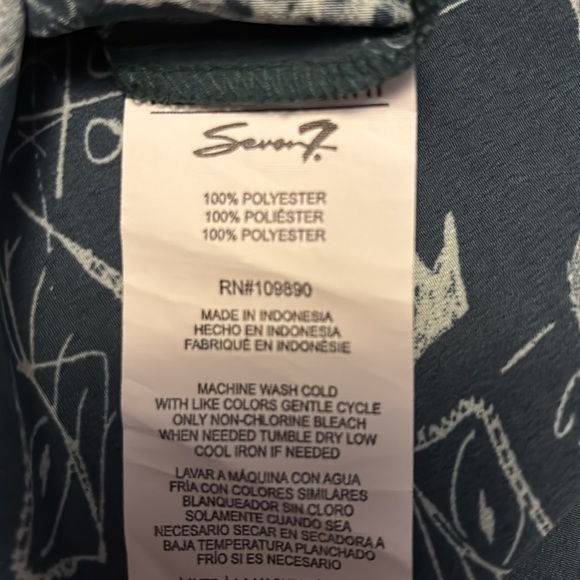 Seven7.
100% POLYESTER
100% POLIÉSTER
100% POLYESTER
RN#109890
MADE IN INDONESIA
HECHO EN INDONESIA
FABRIQUÉ EN INDONÉSIE
MACHINE WASH COLD
WITH LIKE COLORS GENTLE CYCLE
ONLY NON-CHLORINE BLEACH
WHEN NEEDED TUMBLE DRY LOW
COOL IRON IF NEEDED
LAVAR A MÁQUINA CON AGUA
FRÍA CON COLORES SIMILARES
BLANQUEADOR SIN CLORO
SOLAMENTE CUANDO SEA
NECESARIO SECAR EN SECADORA A
BAJA TEMPERATURA PLANCHADO
FRÍO SI ES NECESARIO